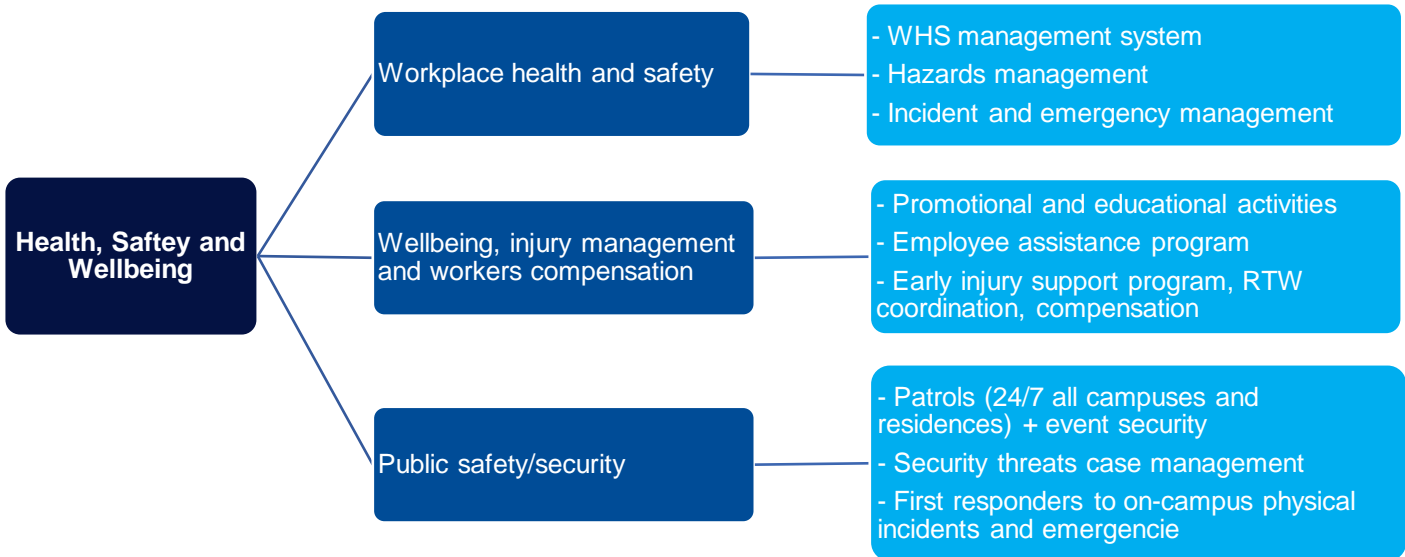 Health, Saftey and
Wellbeing
Workplace health and safety
- WHS management system
- Hazards management
- Incident and emergency management
Wellbeing, injury management
and workers compensation
- Promotional and educational activities
- Employee assistance program
- Early injury support program, RTW
coordination, compensation
Public safety/security
- Patrols (24/7 all campuses and
residences) + event security
- Security threats case management
- First responders to on-campus physical
incidents and emergencie